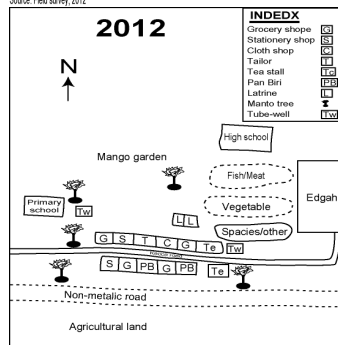 Source: Field survey, 2012
2012
INDEDX
Grocery shope G
Stationery shop S
Cloth shop C
Tailor T
Tea stall Te
Pan Biri PB
Latrine L
Manto tree
Tube-well Tw
N
High school
Mango garden
Fish/Meat
Edgah
Primary school
Tw
Vegetable
L L
Spacies/other
G S T C G Te Tw
S G PB G PB Te
Non-metalic road
Agricultural land